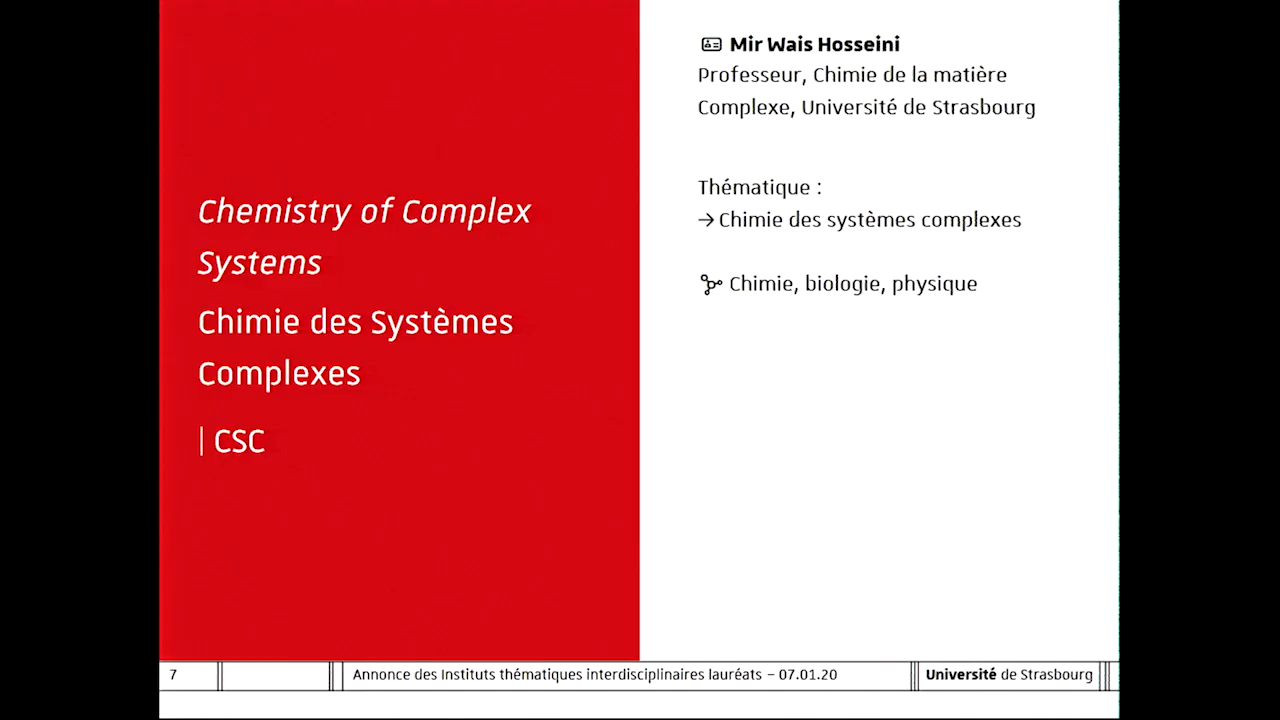 Chemistry of Complex
Systems
Chimie des Systèmes
Complexes
| CSC
Mir Wais Hosseini
Professeur, Chimie de la matière
Complexe, Université de Strasbourg
Thématique :
→ Chimie des systèmes complexes
Chimie, biologie, physique
7
Annonce des Instituts thématiques interdisciplinaires lauréats – 07.01.20
Université de Strasbourg